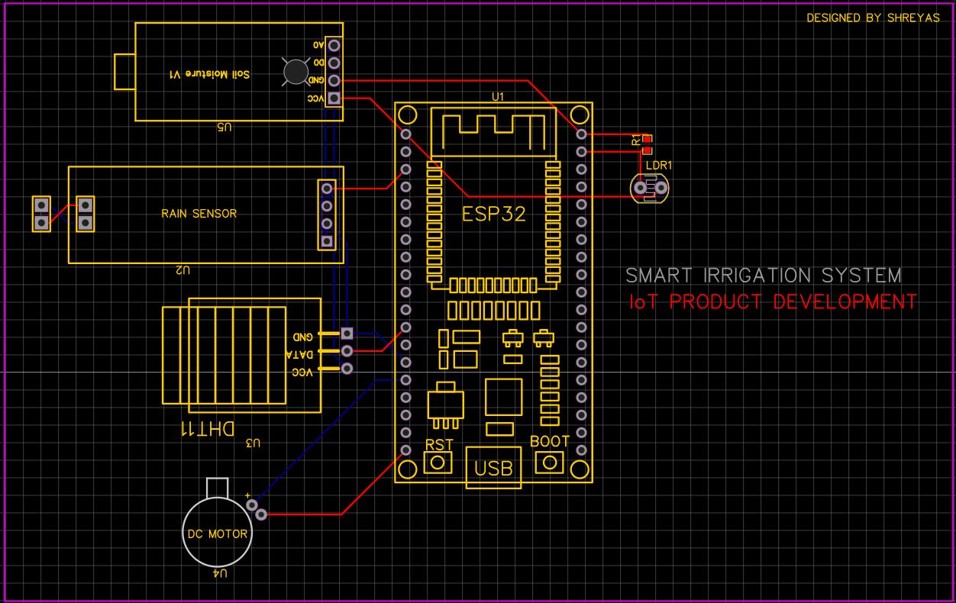 DESIGNED BY SHREYAS
A0
D0
GND
VCC
Soil Moisture V1
U5
U1
R1
LDR1
ESP32
RAIN SENSOR
U2
SMART IRRIGATION SYSTEM
IoT PRODUCT DEVELOPMENT
GND
DATA
VCC
DHT11
U3
RST
BOOT
USB
+
DC MOTOR
U4